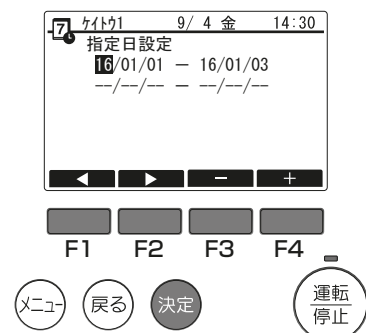 7 ケイトウ1 9/ 4 金 14:30
指定日設定
16/01/01 － 16/01/03
--/--/-- － --/--/--
◀ ▶ － ＋
F1 F2 F3 F4
メニュー 戻る 決定 運転
停止